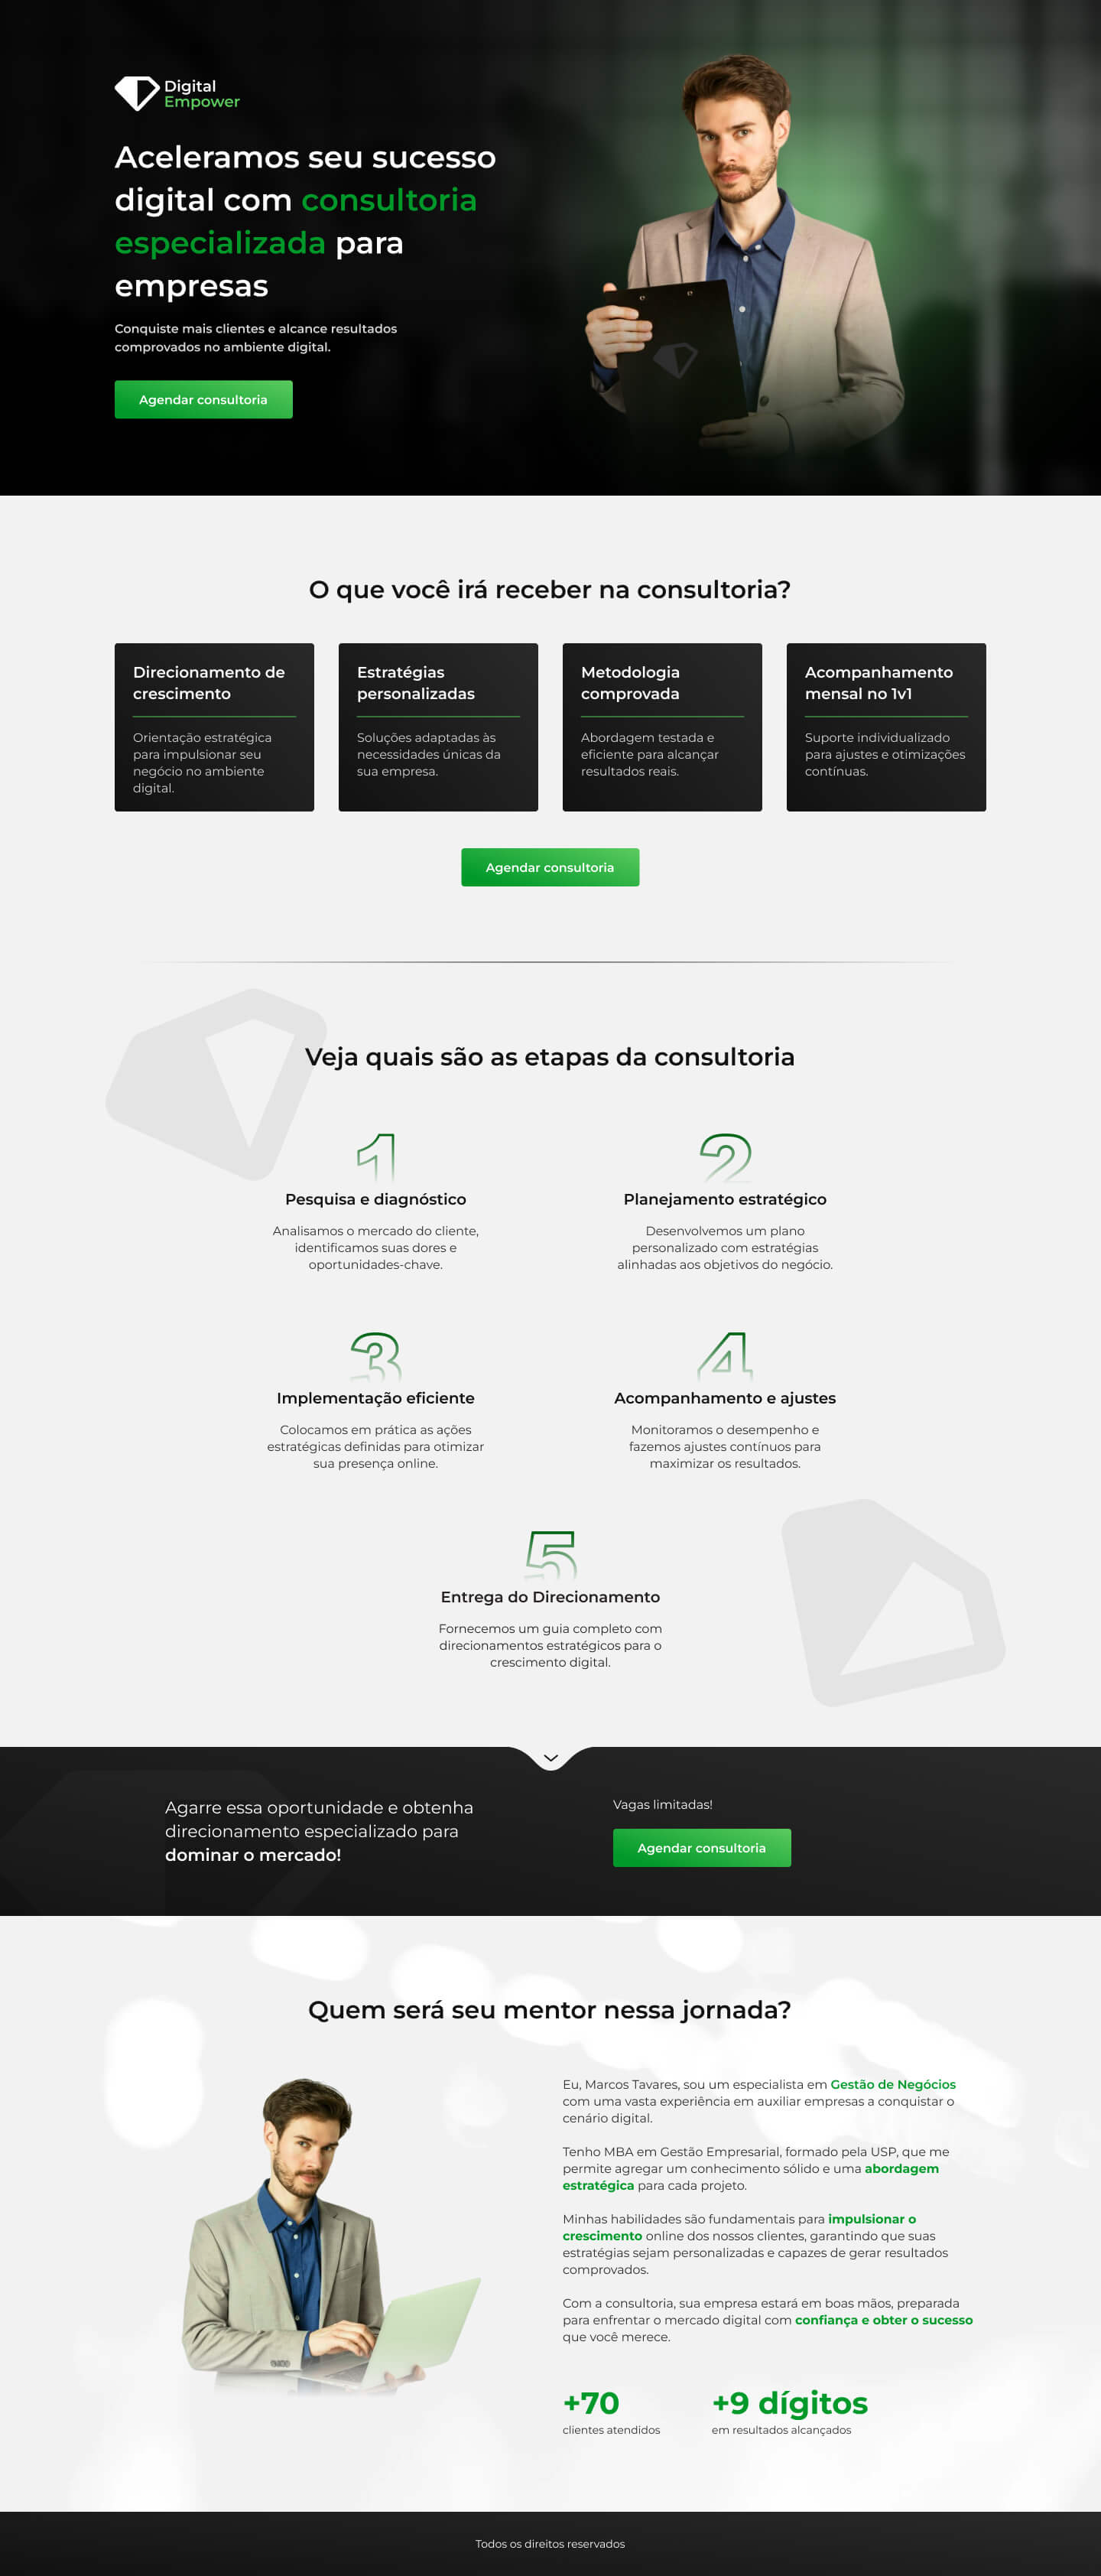 Digital
Empower
Aceleramos seu sucesso
digital com consultoria
especializada para
empresas
Conquiste mais clientes e alcance resultados
comprovados no ambiente digital.
Agendar consultoria
O que você irá receber na consultoria?
Direcionamento de
crescimento
Orientação estratégica
para impulsionar seu
negócio no ambiente
digital.
Estratégias
personalizadas
Soluções adaptadas às
necessidades únicas da
sua empresa.
Metodologia
comprovada
Abordagem testada e
eficiente para alcançar
resultados reais.
Acompanhamento
mensal no 1v1
Suporte individualizado
para ajustes e otimizações
contínuas.
Agendar consultoria
Veja quais são as etapas da consultoria
1
Pesquisa e diagnóstico
Analisamos o mercado do cliente,
identificamos suas dores e
oportunidades-chave.
2
Planejamento estratégico
Desenvolvemos um plano
personalizado com estratégias
alinhadas aos objetivos do negócio.
3
Implementação eficiente
Colocamos em prática as ações
estratégicas definidas para otimizar
sua presença online.
4
Acompanhamento e ajustes
Monitoramos o desempenho e
fazemos ajustes contínuos para
maximizar os resultados.
5
Entrega do Direcionamento
Fornecemos um guia completo com
direcionamentos estratégicos para o
crescimento digital.
Agarre essa oportunidade e obtenha
direcionamento especializado para
dominar o mercado!
Vagas limitadas!
Agendar consultoria
Quem será seu mentor nessa jornada?
Eu, Marcos Tavares, sou um especialista em Gestão de Negócios
com uma vasta experiência em auxiliar empresas a conquistar o
cenário digital.
Tenho MBA em Gestão Empresarial, formado pela USP, que me
permite agregar um conhecimento sólido e uma abordagem
estratégica para cada projeto.
Minhas habilidades são fundamentais para impulsionar o
crescimento online dos nossos clientes, garantindo que suas
estratégias sejam personalizadas e capazes de gerar resultados
comprovados.
Com a consultoria, sua empresa estará em boas mãos, preparada
para enfrentar o mercado digital com confiança e obter o sucesso
que você merece.
+70
clientes atendidos
+9 dígitos
em resultados alcançados
Todos os direitos reservados